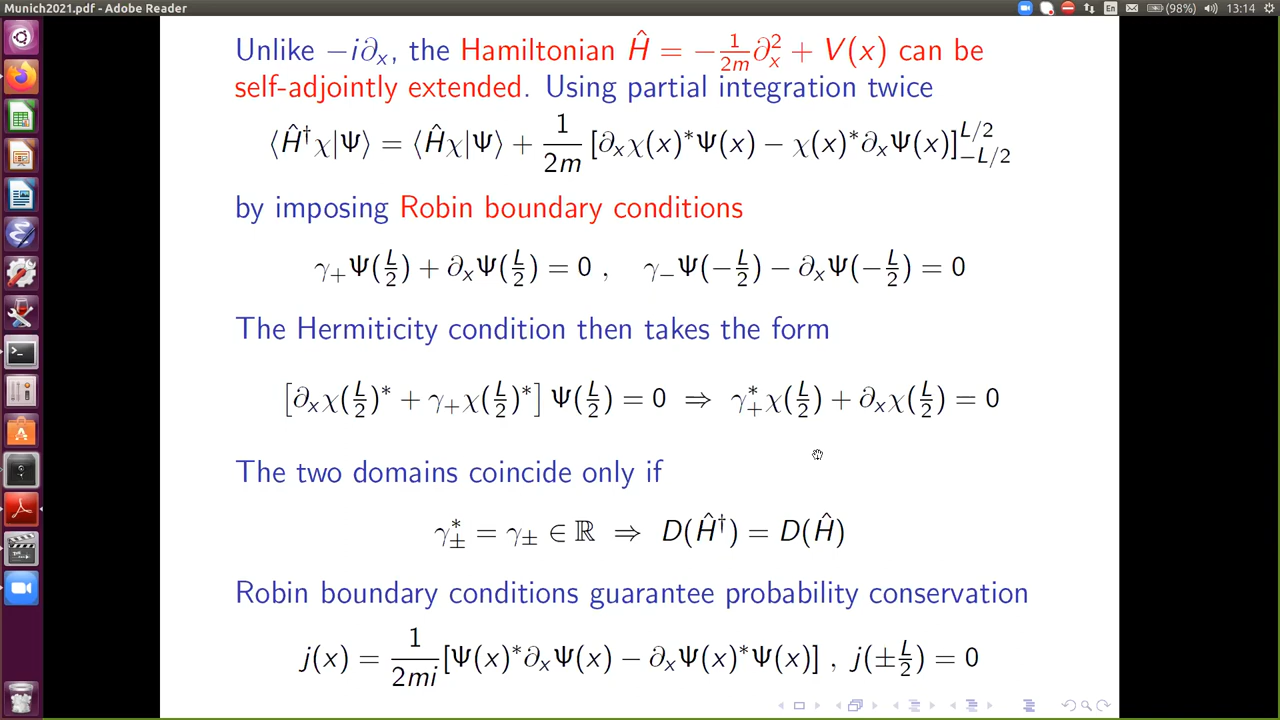 Munich2021.pdf - Adobe Reader
En
(98%)
13:14
Unlike −i∂ₓ, the Hamiltonian Ĥ = −1/2m ∂ₓ² + V(x) can be
self-adjointly extended. Using partial integration twice
⟨Ĥ†χ|Ψ⟩ = ⟨Ĥχ|Ψ⟩ + 1/2m [∂ₓχ(x)*Ψ(x) − χ(x)*∂ₓΨ(x)]^{L/2}_{−L/2}
by imposing Robin boundary conditions
γ₊Ψ(L/2) + ∂ₓΨ(L/2) = 0 , γ₋Ψ(−L/2) − ∂ₓΨ(−L/2) = 0
The Hermiticity condition then takes the form
[∂ₓχ(L/2)* + γ₊χ(L/2)*] Ψ(L/2) = 0 ⇒ γ₊*χ(L/2) + ∂ₓχ(L/2) = 0
The two domains coincide only if
γ±* = γ± ∈ ℝ ⇒ D(Ĥ†) = D(Ĥ)
Robin boundary conditions guarantee probability conservation
j(x) = 1/2mi [Ψ(x)*∂ₓΨ(x) − ∂ₓΨ(x)*Ψ(x)] , j(±L/2) = 0